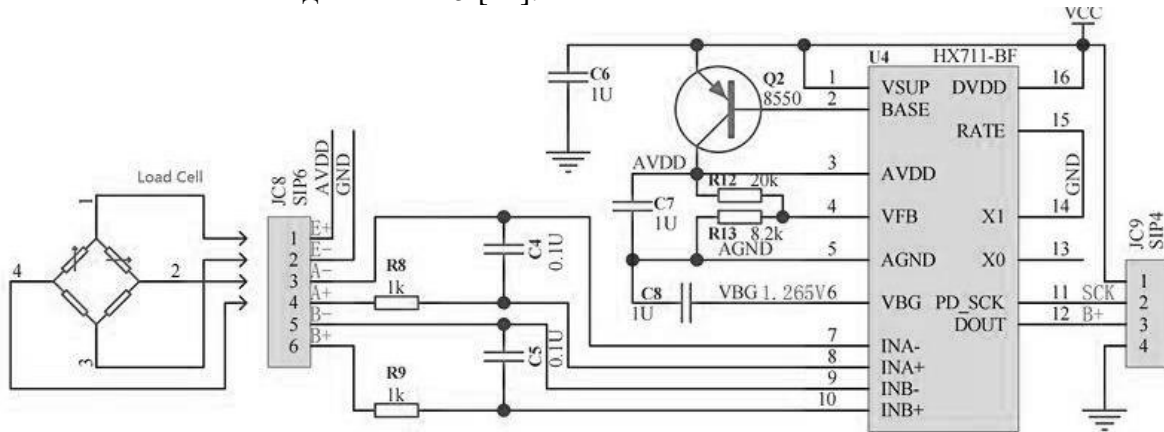 VCC
C6
1U
Q2
8550
U4
HX711-BF
1
VSUP
DVDD
16
2
BASE
RATE
15
3
AVDD
AVDD
GND
R12
20k
4
VFB
X1
14
R13
8.2k
C7
1U
AGND
5
AGND
X0
13
C8
1U
VBG 1.265V
6
VBG
PD_SCK
11
SCK
DOUT
12
B+
7
INA-
8
INA+
9
INB-
10
INB+
JC9
SIP4
1
2
3
4
Load Cell
1
2
3
4
JC8
SIP6
AVDD
GND
1
E+
2
E-
3
A-
4
A+
5
B-
6
B+
R8
1k
C4
0.1U
R9
1k
C5
0.1U